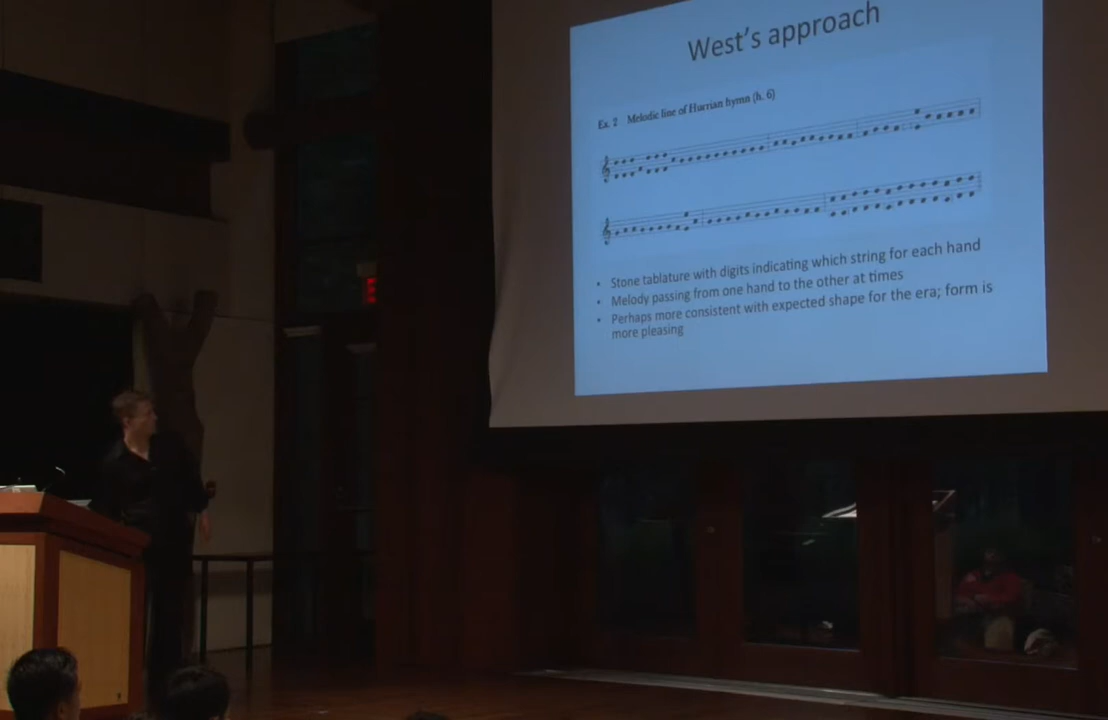 West's approach
Ex. 2 Melodic line of Hurrian hymn (h. 6)
• Stone tablature with digits indicating which string for each hand
• Melody passing from one hand to the other at times
• Perhaps more consistent with expected shape for the era; form is
more pleasing